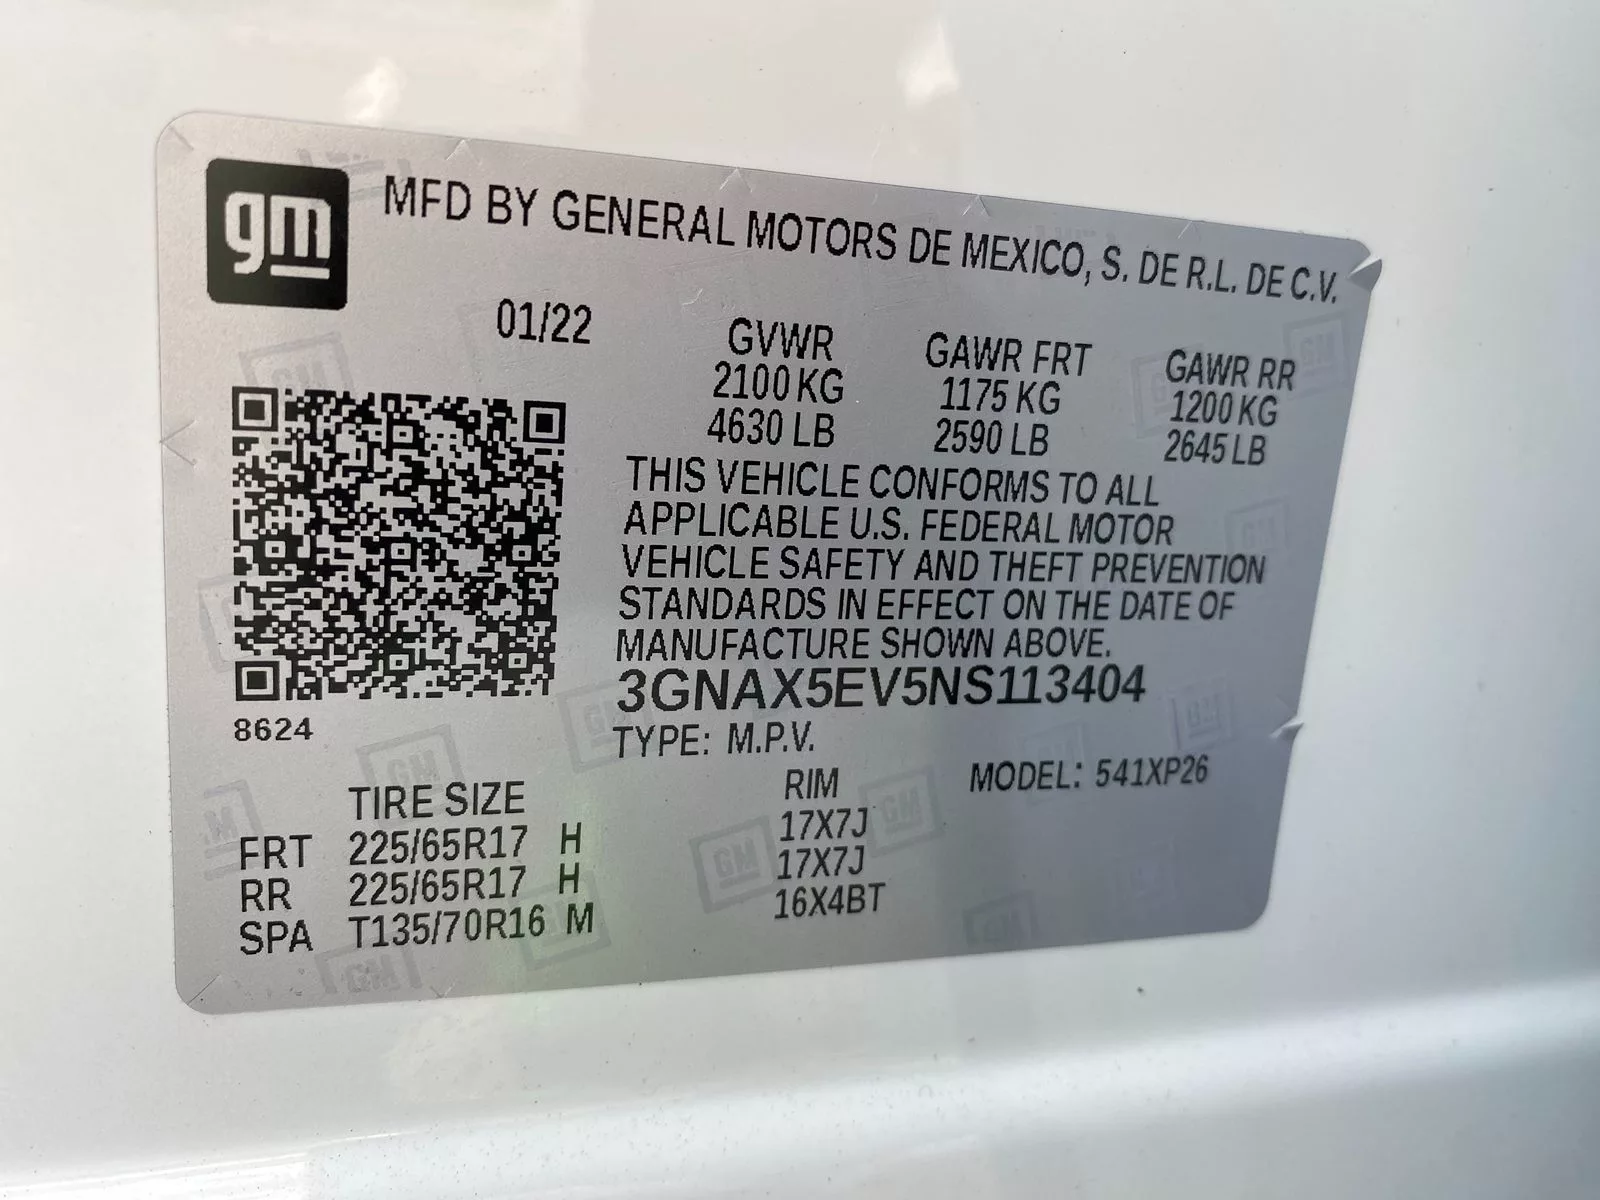 gm
MFD BY GENERAL MOTORS DE MEXICO, S. DE R.L. DE C.V.
01/22
GVWR GAWR FRT GAWR RR
2100 KG 1175 KG 1200 KG
4630 LB 2590 LB 2645 LB
THIS VEHICLE CONFORMS TO ALL
APPLICABLE U.S. FEDERAL MOTOR
VEHICLE SAFETY AND THEFT PREVENTION
STANDARDS IN EFFECT ON THE DATE OF
MANUFACTURE SHOWN ABOVE.
3GNAX5EV5NS113404
8624
TYPE: M.P.V.
TIRE SIZE RIM MODEL: 541XP26
FRT 225/65R17 H 17X7J
RR 225/65R17 H 17X7J
SPA T135/70R16 M 16X4BT